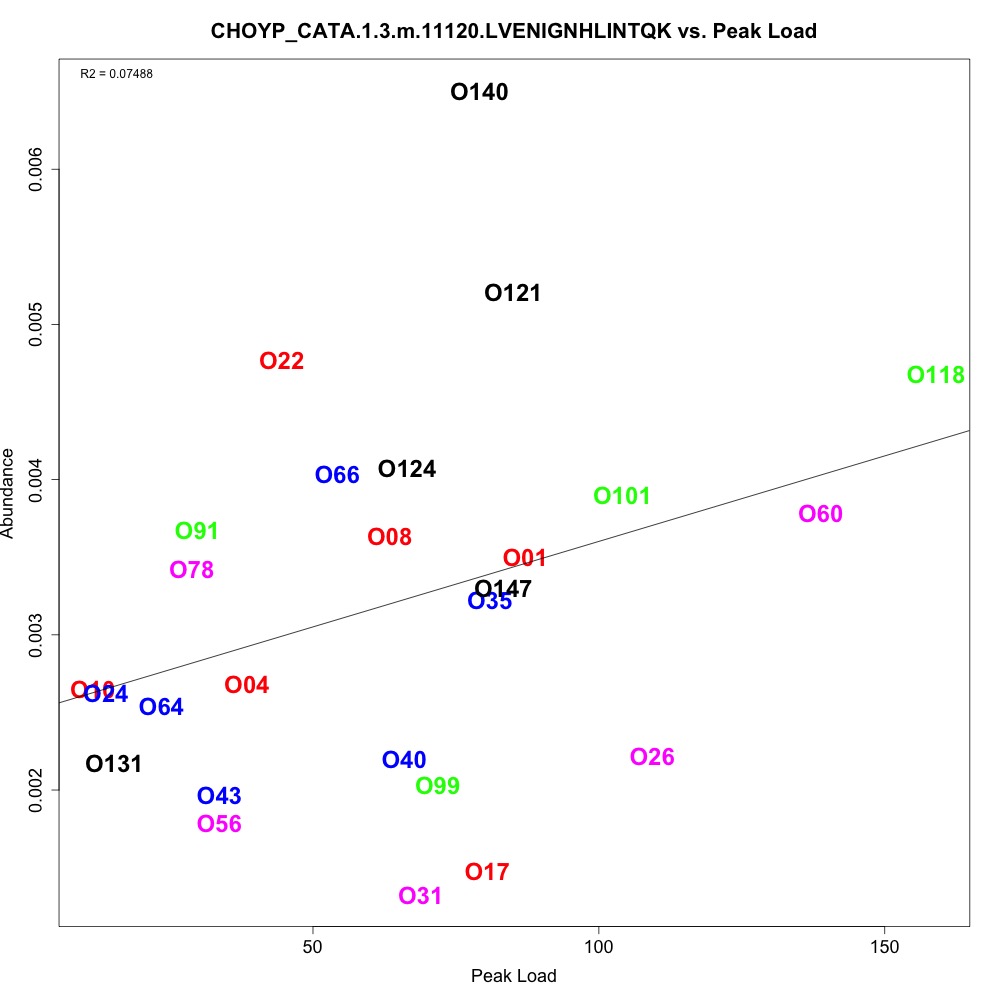 CHOYP_CATA.1.3.m.11120.LVENIGNHLINTQK vs. Peak Load
R2 = 0.07488
O140
O121
O22
O118
O124
O66
O101
O60
O91
O08
O01
O78
O147
O35
O04
O10
O24
O64
O131
O40
O26
O99
O43
O56
O17
O31
Abundance
0.006
0.005
0.004
0.003
0.002
50
100
150
Peak Load